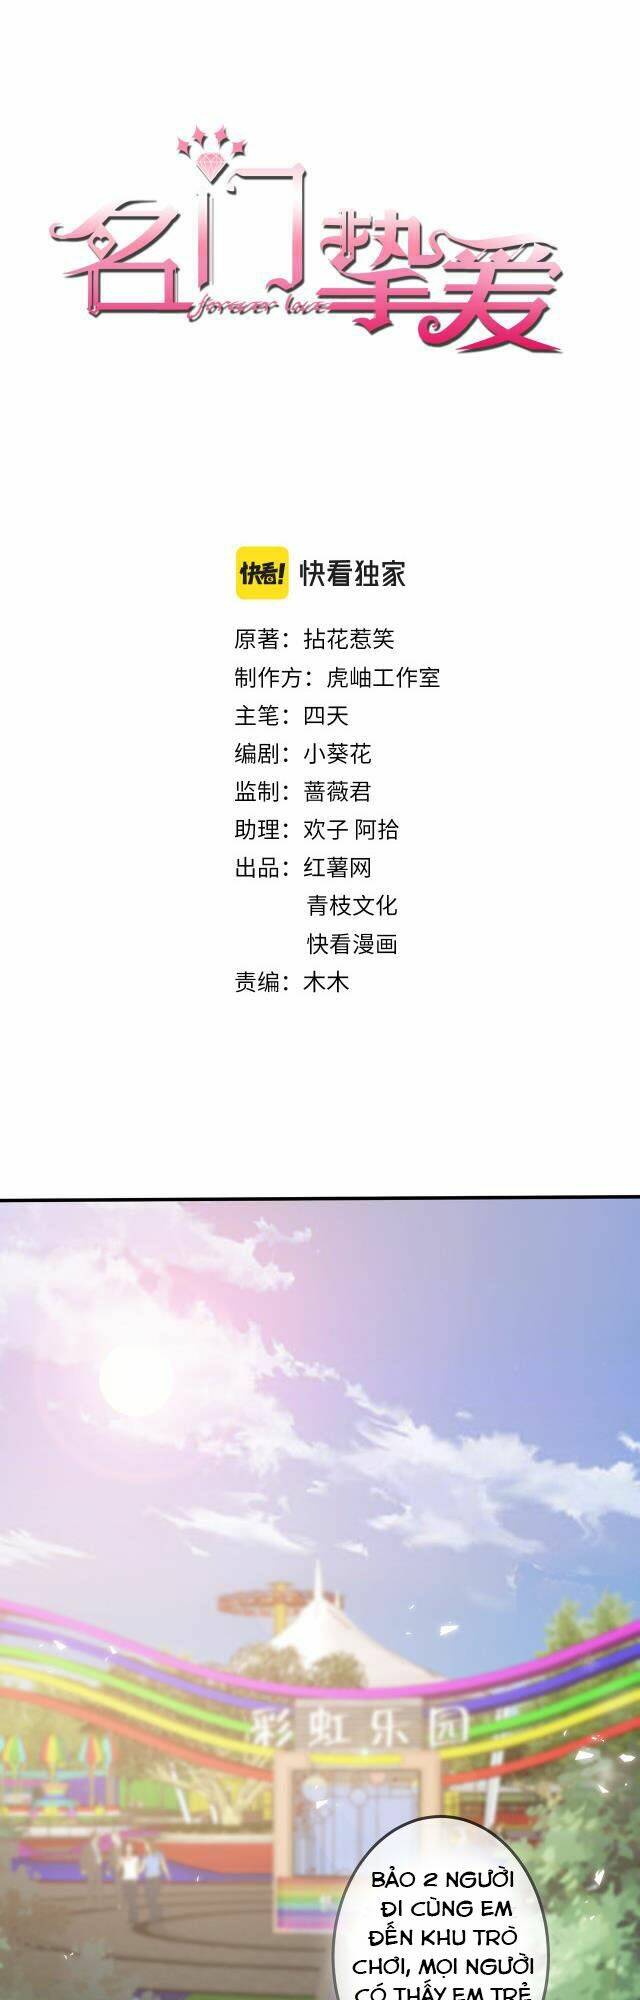 名门挚爱
forever love
快看! 快看独家
原著：拈花惹笑
制作方：虎岫工作室
主笔：四天
编剧：小葵花
监制：蔷薇君
助理：欢子 阿拾
出品：红薯网
青枝文化
快看漫画
责编：木木
彩虹乐园
BẢO 2 NGƯỜI
ĐI CÙNG EM
ĐẾN KHU TRÒ
CHƠI, MỌI NGƯỜI
CÓ THẤY EM TRẺ